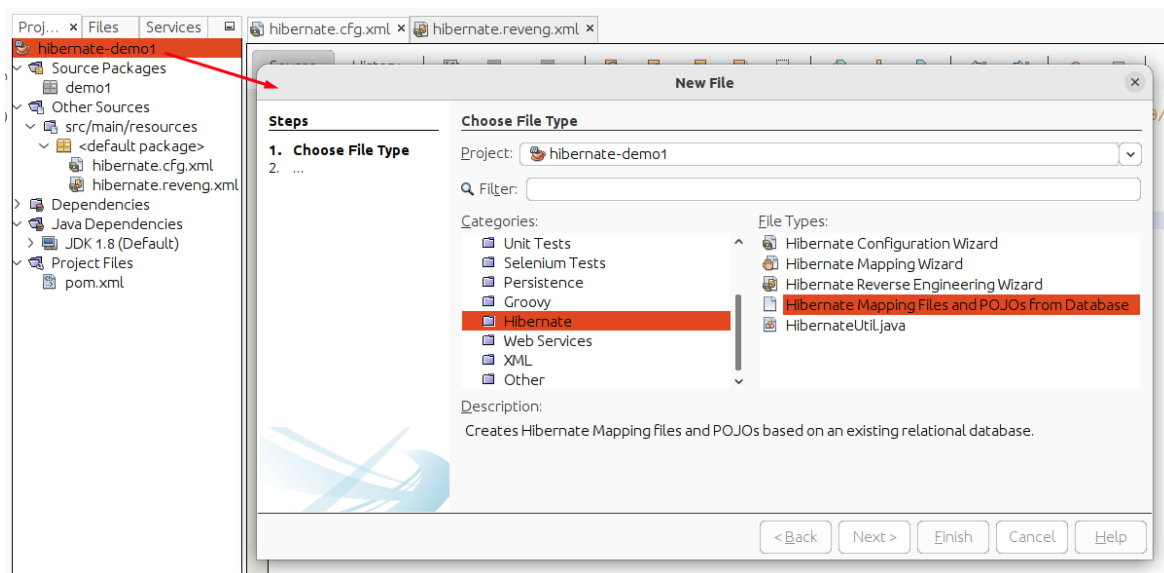 Proj... × Files Services
hibernate.cfg.xml × hibernate.reveng.xml ×
hibernate-demo1
Source Packages
demo1
Other Sources
src/main/resources
<default package>
hibernate.cfg.xml
hibernate.reveng.xml
Dependencies
Java Dependencies
JDK 1.8 (Default)
Project Files
pom.xml
New File
Steps
1. Choose File Type
2. ...
Choose File Type
Project: hibernate-demo1
Filter:
Categories:
Unit Tests
Selenium Tests
Persistence
Groovy
Hibernate
Web Services
XML
Other
File Types:
Hibernate Configuration Wizard
Hibernate Mapping Wizard
Hibernate Reverse Engineering Wizard
Hibernate Mapping Files and POJOs from Database
HibernateUtil.java
Description:
Creates Hibernate Mapping files and POJOs based on an existing relational database.
< Back Next > Finish Cancel Help